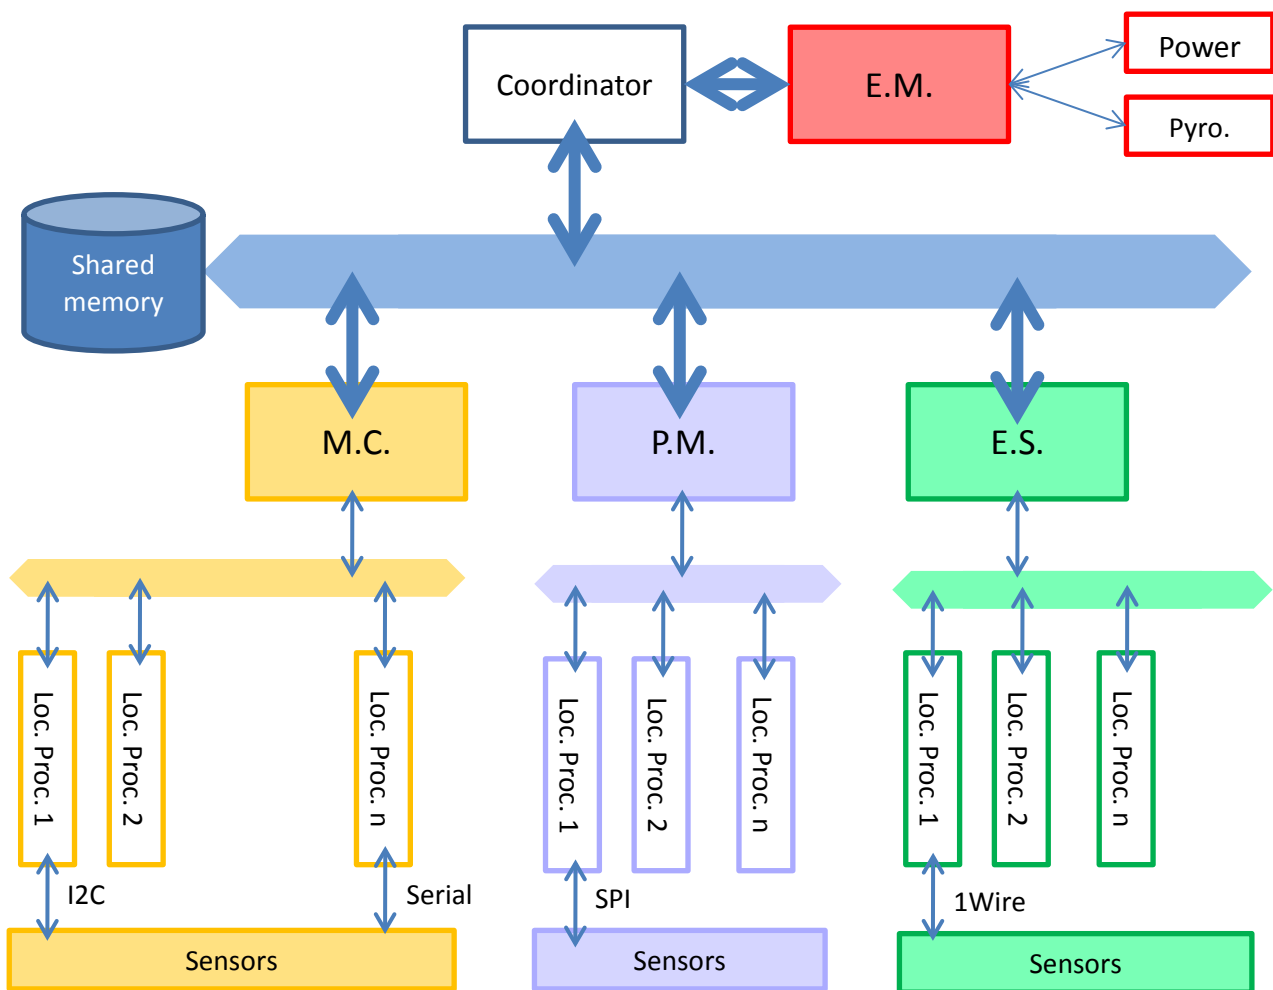 Power
Coordinator
E.M.
Pyro.
Shared
memory
M.C.
P.M.
E.S.
Loc. Proc. 1
Loc. Proc. 2
Loc. Proc. n
Loc. Proc. 1
Loc. Proc. 2
Loc. Proc. n
Loc. Proc. 1
Loc. Proc. 2
Loc. Proc. n
I2C
Serial
SPI
1Wire
Sensors
Sensors
Sensors